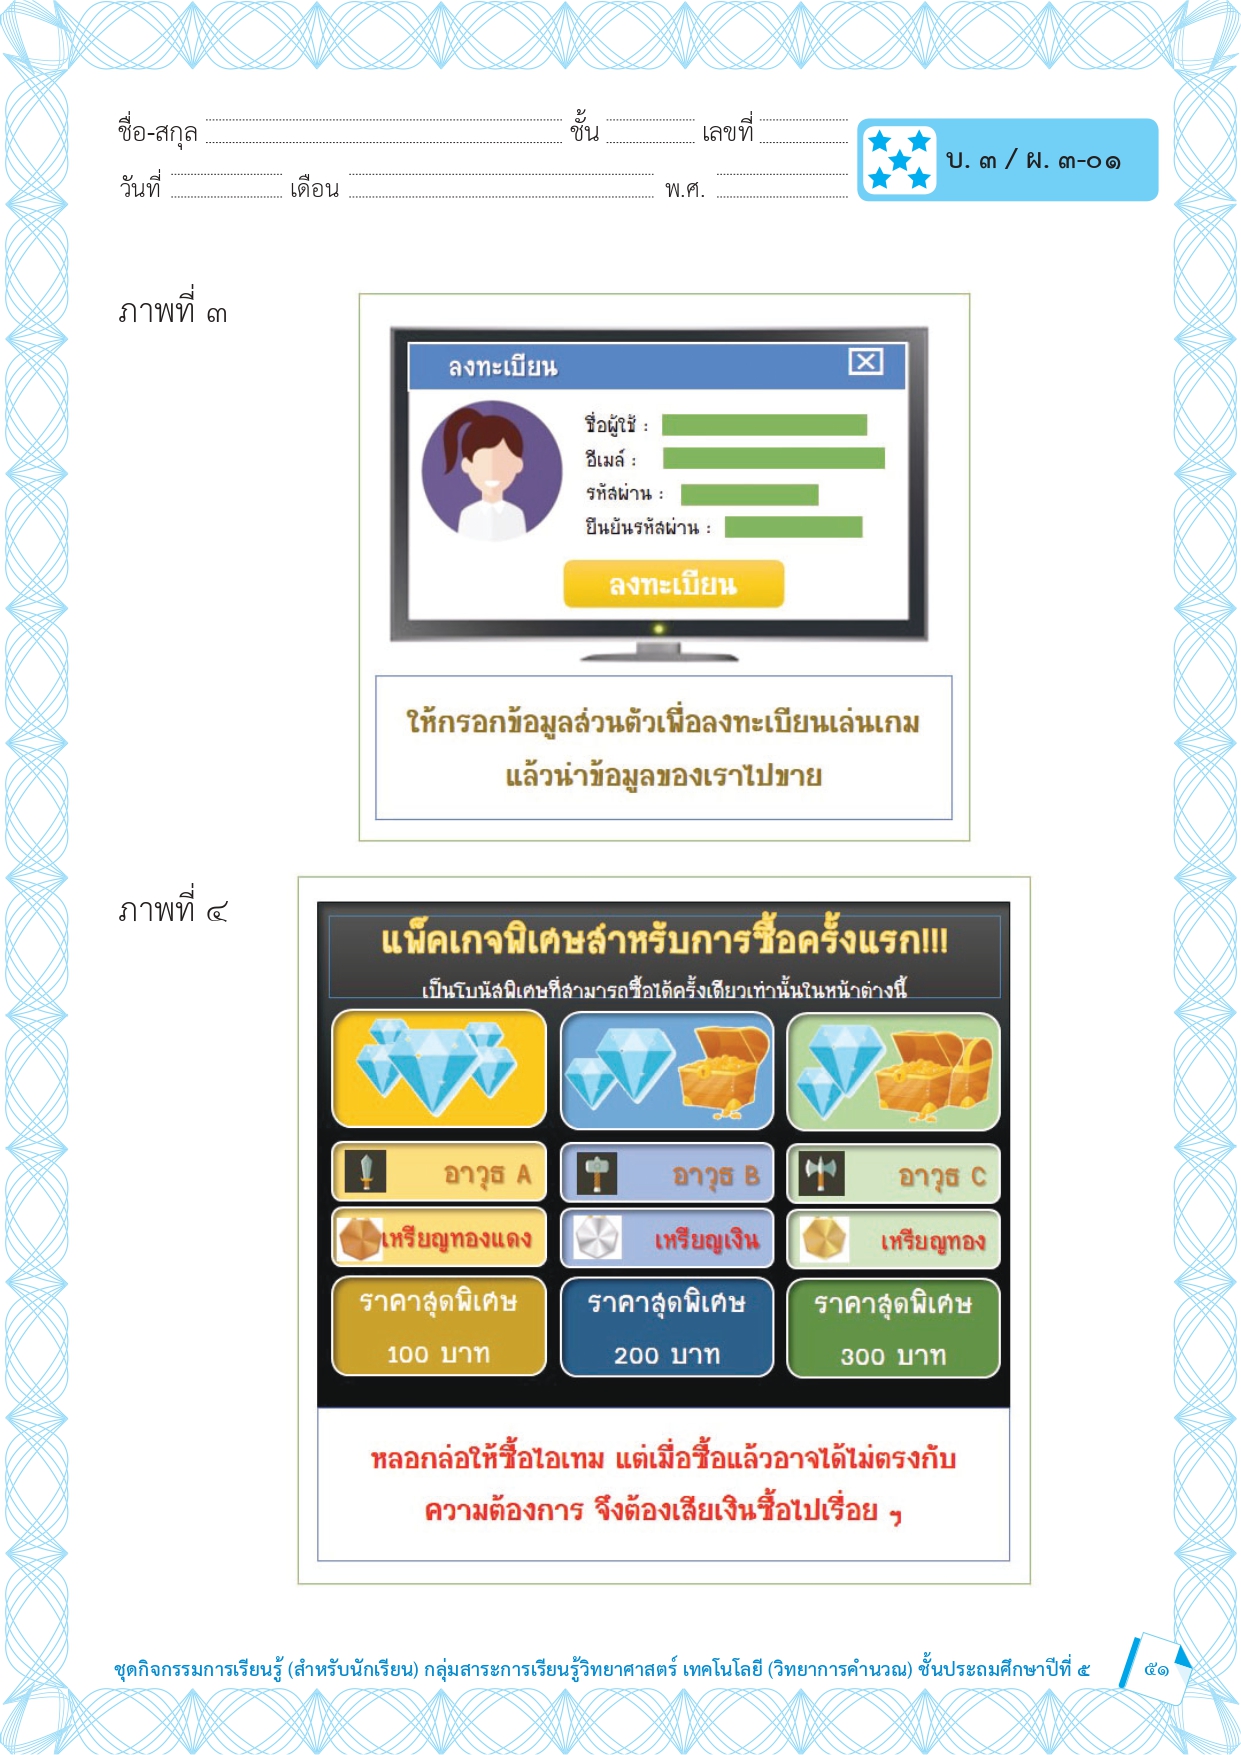 ชื่อ-สกุล ชั้น เลขที่
วันที่ เดือน พ.ศ.
บ. ๓ / ผ. ๓-๐๑
ภาพที่ ๓
ลงทะเบียน
ชื่อผู้ใช้ :
อีเมล์ :
รหัสผ่าน :
ยืนยันรหัสผ่าน :
ลงทะเบียน
ให้กรอกข้อมูลส่วนตัวเพื่อลงทะเบียนเล่นเกม
แล้วนำข้อมูลของเราไปขาย
ภาพที่ ๔
แพ็คเกจพิเศษสำหรับการซื้อครั้งแรก!!!
เป็นโบนัสพิเศษที่สามารถซื้อได้ครั้งเดียวเท่านั้นในหน้าต่างนี้
อาวุธ A อาวุธ B อาวุธ C
เหรียญทองแดง เหรียญเงิน เหรียญทอง
ราคาสุดพิเศษ ราคาสุดพิเศษ ราคาสุดพิเศษ
100 บาท 200 บาท 300 บาท
หลอกล่อให้ซื้อไอเทม แต่เมื่อซื้อแล้วอาจได้ไม่ตรงกับ
ความต้องการ จึงต้องเสียเงินซื้อไปเรื่อย ๆ
ชุดกิจกรรมการเรียนรู้ (สำหรับนักเรียน) กลุ่มสาระการเรียนรู้วิทยาศาสตร์ เทคโนโลยี (วิทยาการคำนวณ) ชั้นประถมศึกษาปีที่ ๕
๕๑